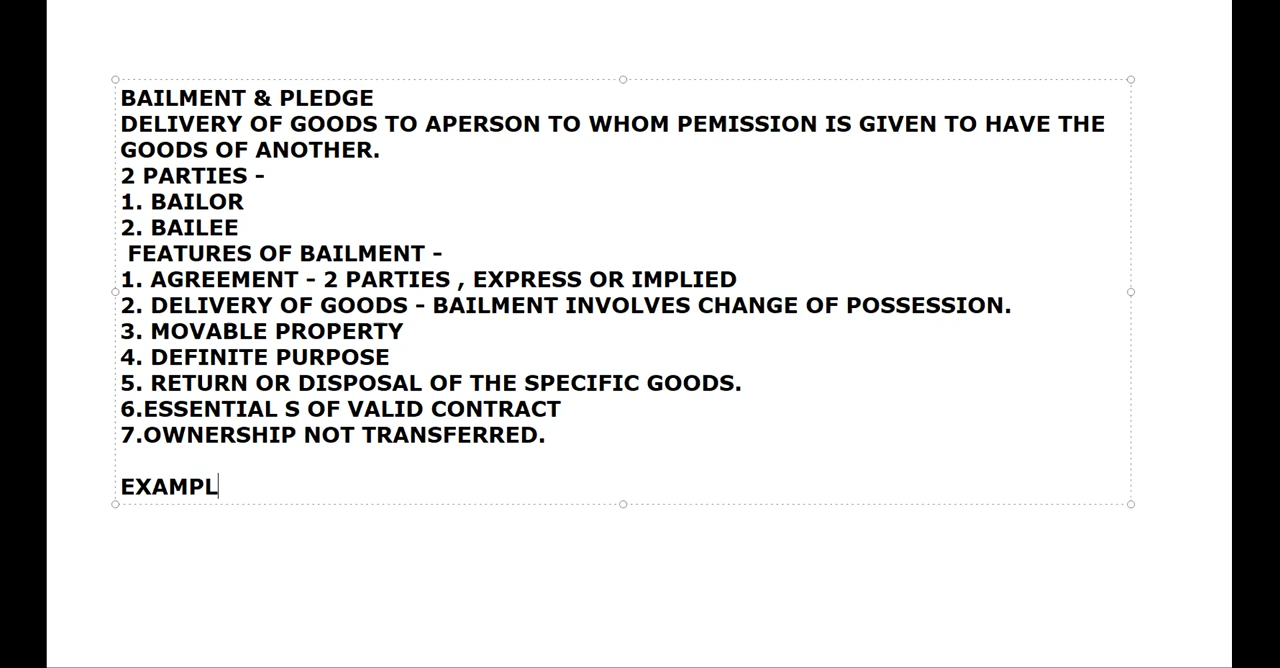 BAILMENT & PLEDGE
DELIVERY OF GOODS TO APERSON TO WHOM PEMISSION IS GIVEN TO HAVE THE
GOODS OF ANOTHER.
2 PARTIES -
1. BAILOR
2. BAILEE
FEATURES OF BAILMENT -
1. AGREEMENT - 2 PARTIES , EXPRESS OR IMPLIED
2. DELIVERY OF GOODS - BAILMENT INVOLVES CHANGE OF POSSESSION.
3. MOVABLE PROPERTY
4. DEFINITE PURPOSE
5. RETURN OR DISPOSAL OF THE SPECIFIC GOODS.
6.ESSENTIAL S OF VALID CONTRACT
7.OWNERSHIP NOT TRANSFERRED.
EXAMPL